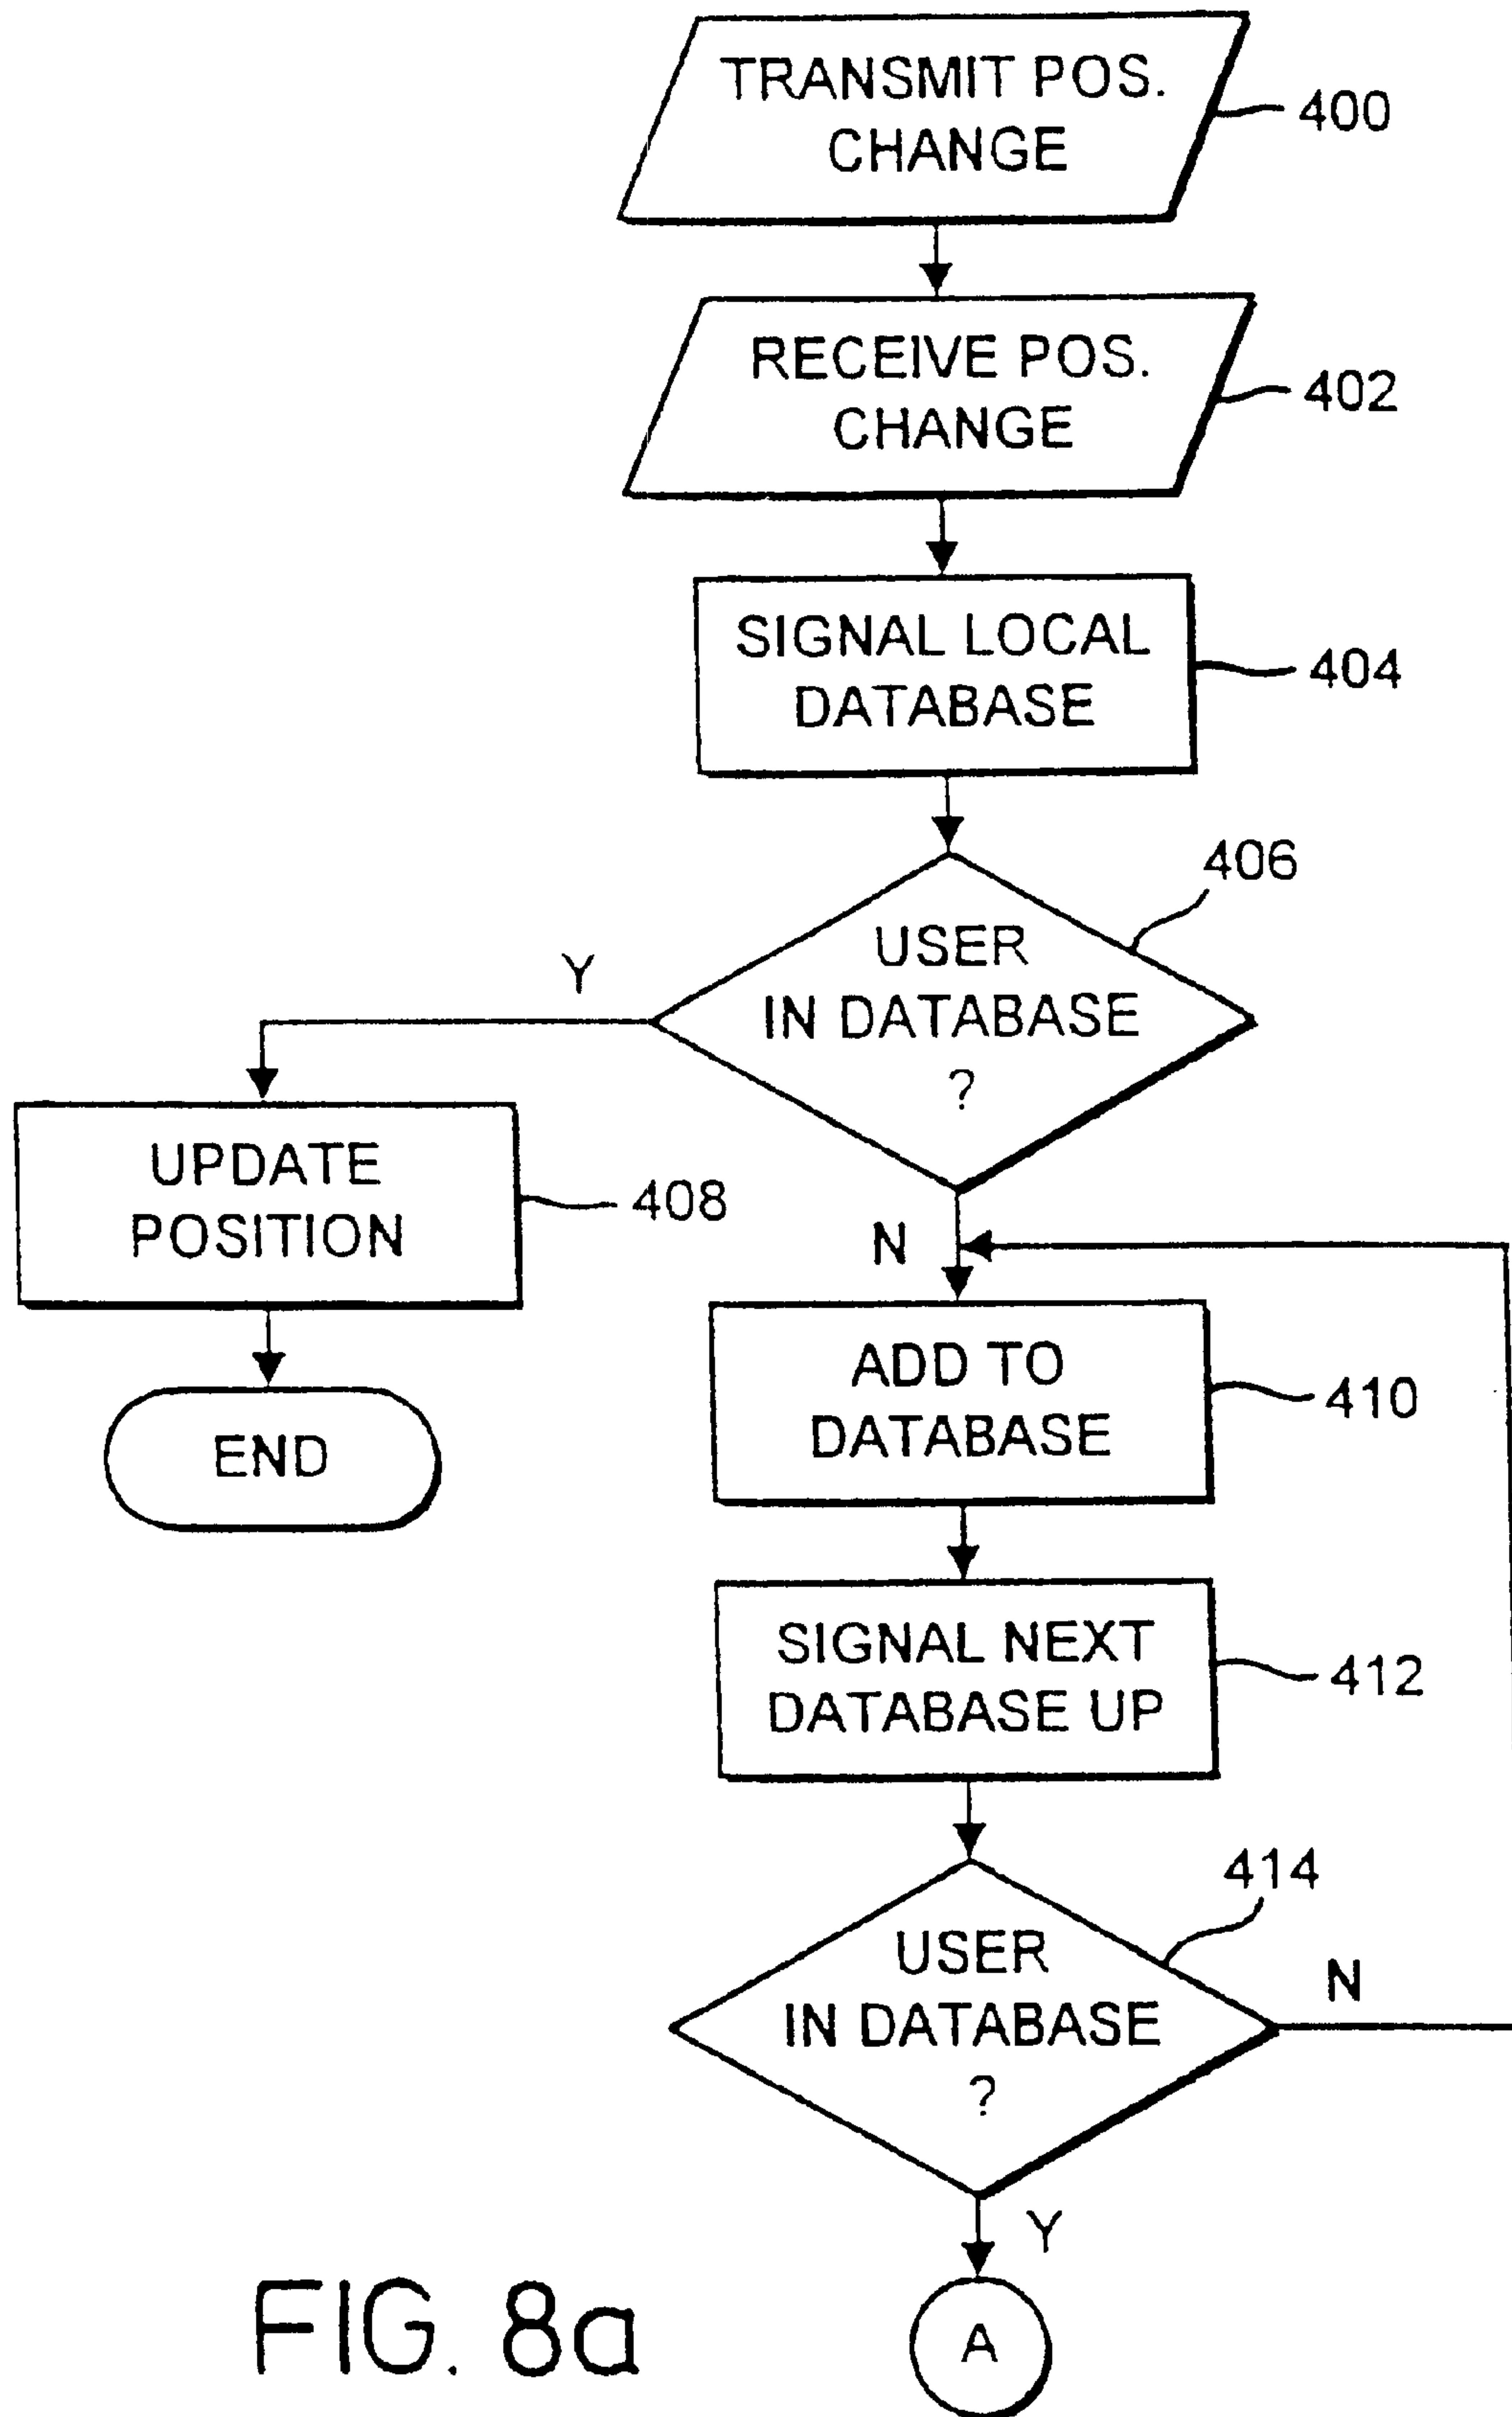 TRANSMIT POS.
CHANGE
400
RECEIVE POS.
CHANGE
402
SIGNAL LOCAL
DATABASE
404
406
USER
IN DATABASE
?
Y
UPDATE
POSITION
408
N
END
ADD TO
DATABASE
410
SIGNAL NEXT
DATABASE UP
412
414
USER
IN DATABASE
?
N
Y
A
FIG. 8a